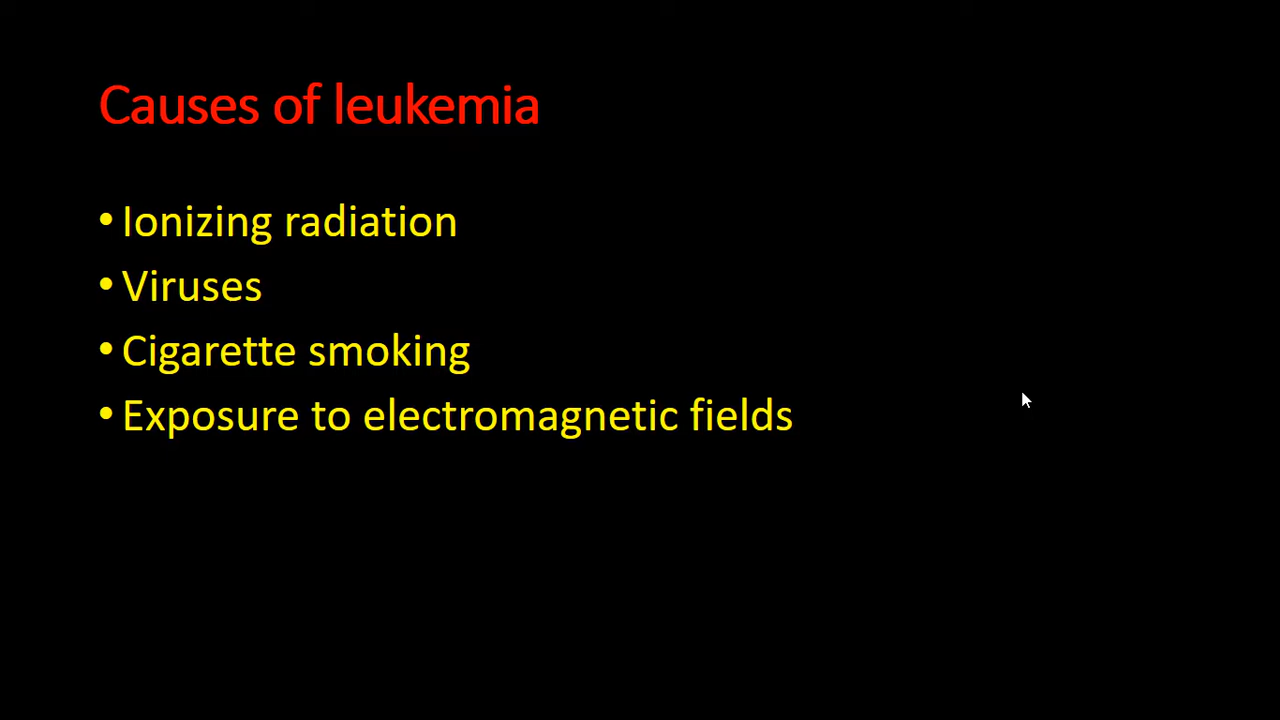 Causes of leukemia
• Ionizing radiation
• Viruses
• Cigarette smoking
• Exposure to electromagnetic fields